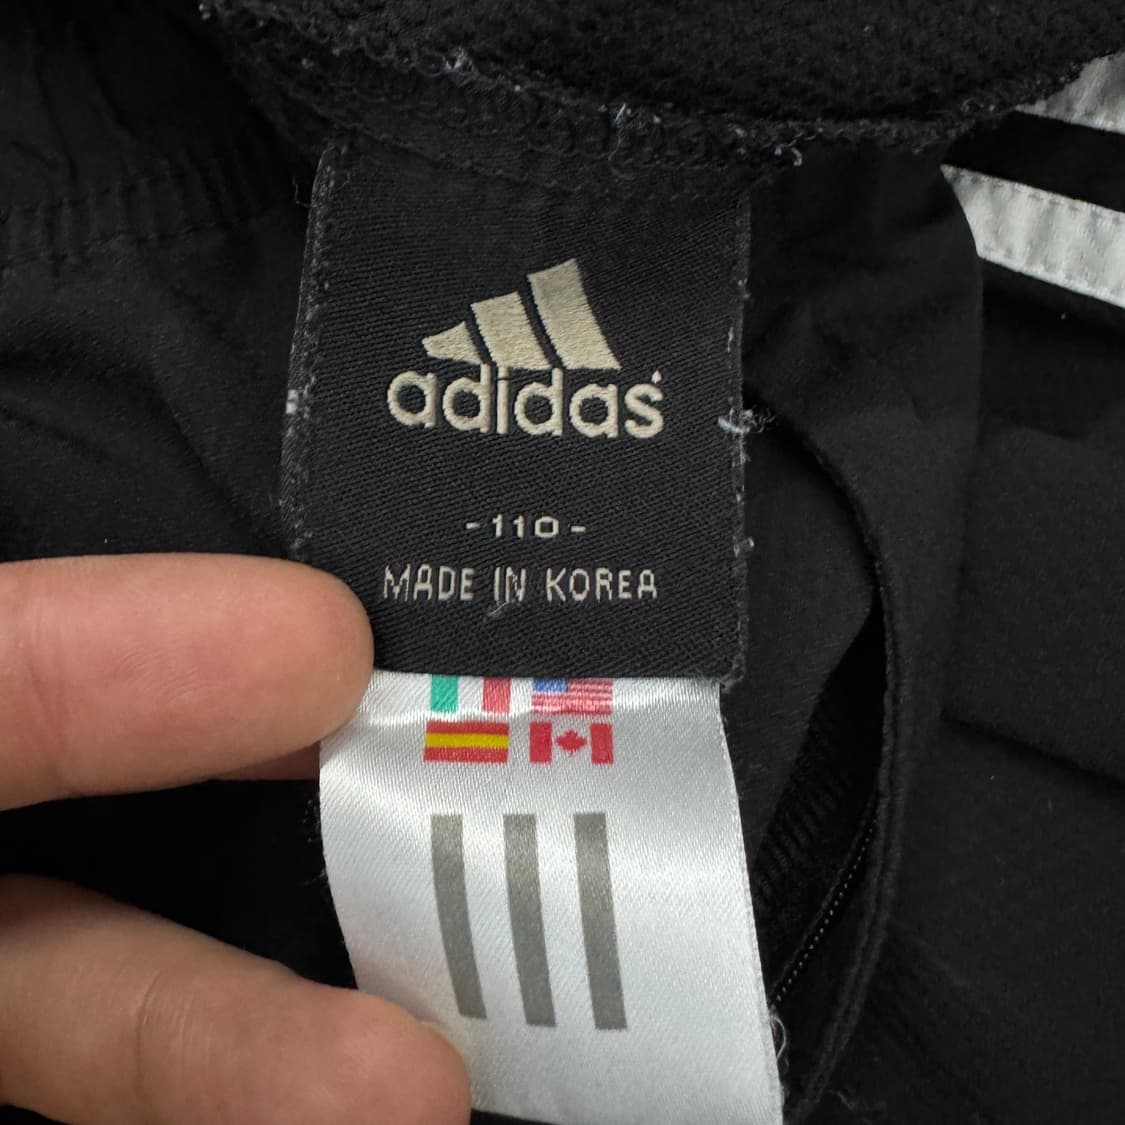 adidas
- 110 -
MADE IN KOREA